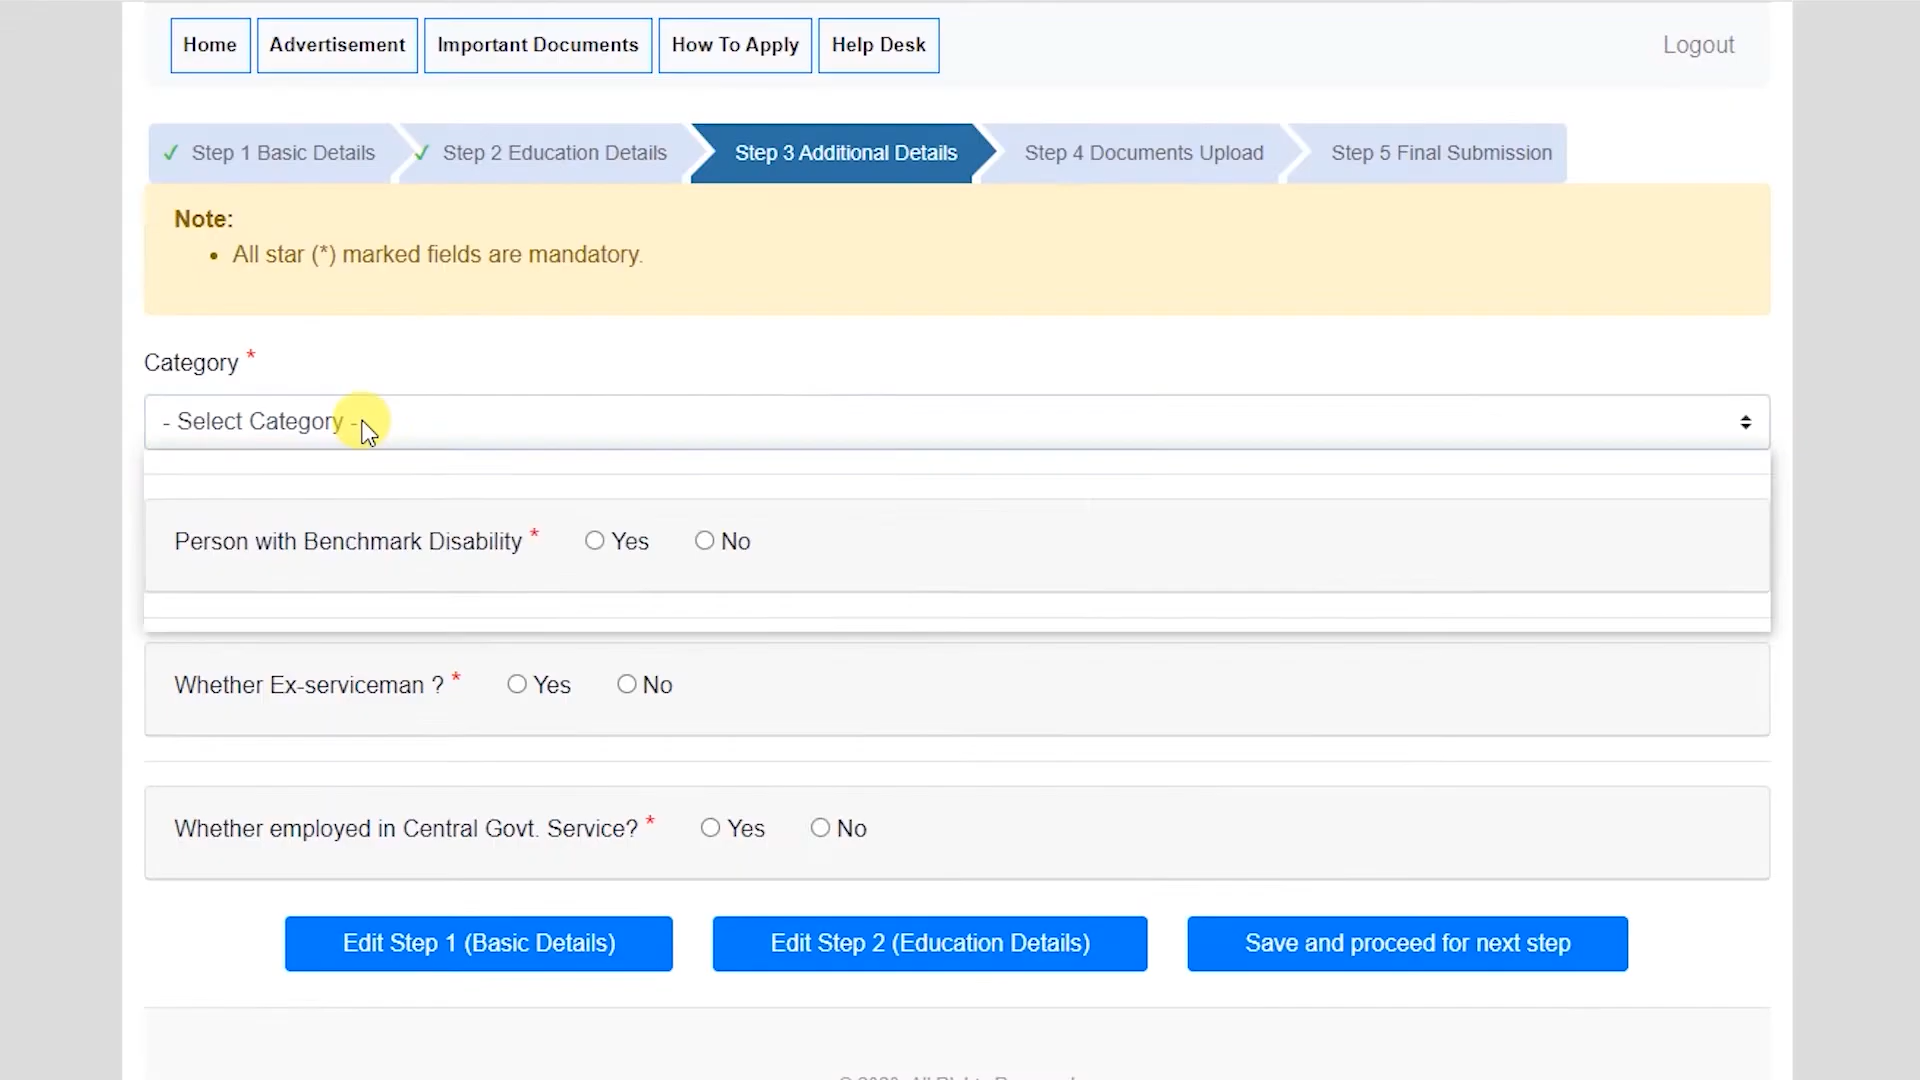 Home Advertisement Important Documents How To Apply Help Desk Logout
✓ Step 1 Basic Details ✓ Step 2 Education Details Step 3 Additional Details Step 4 Documents Upload Step 5 Final Submission
Note:
• All star (*) marked fields are mandatory.
Category *
- Select Category -
Person with Benchmark Disability * Yes No
Whether Ex-serviceman ? * Yes No
Whether employed in Central Govt. Service? * Yes No
Edit Step 1 (Basic Details) Edit Step 2 (Education Details) Save and proceed for next step